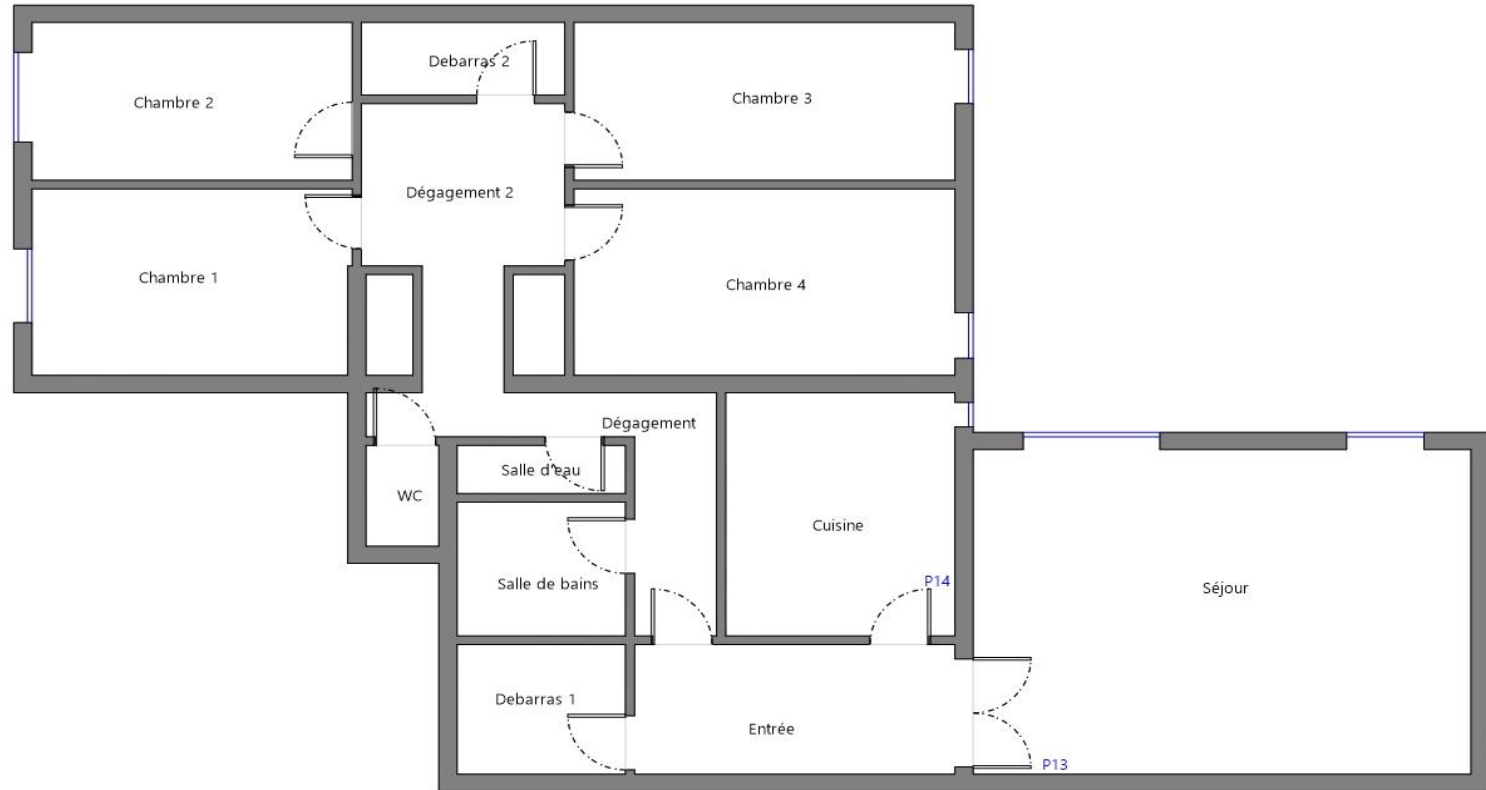 Debarras 2
Chambre 2
Chambre 3
Dégagement 2
Chambre 1
Chambre 4
Dégagement
Salle d'eau
WC
Cuisine
Salle de bains
P14
Séjour
Debarras 1
Entrée
P13